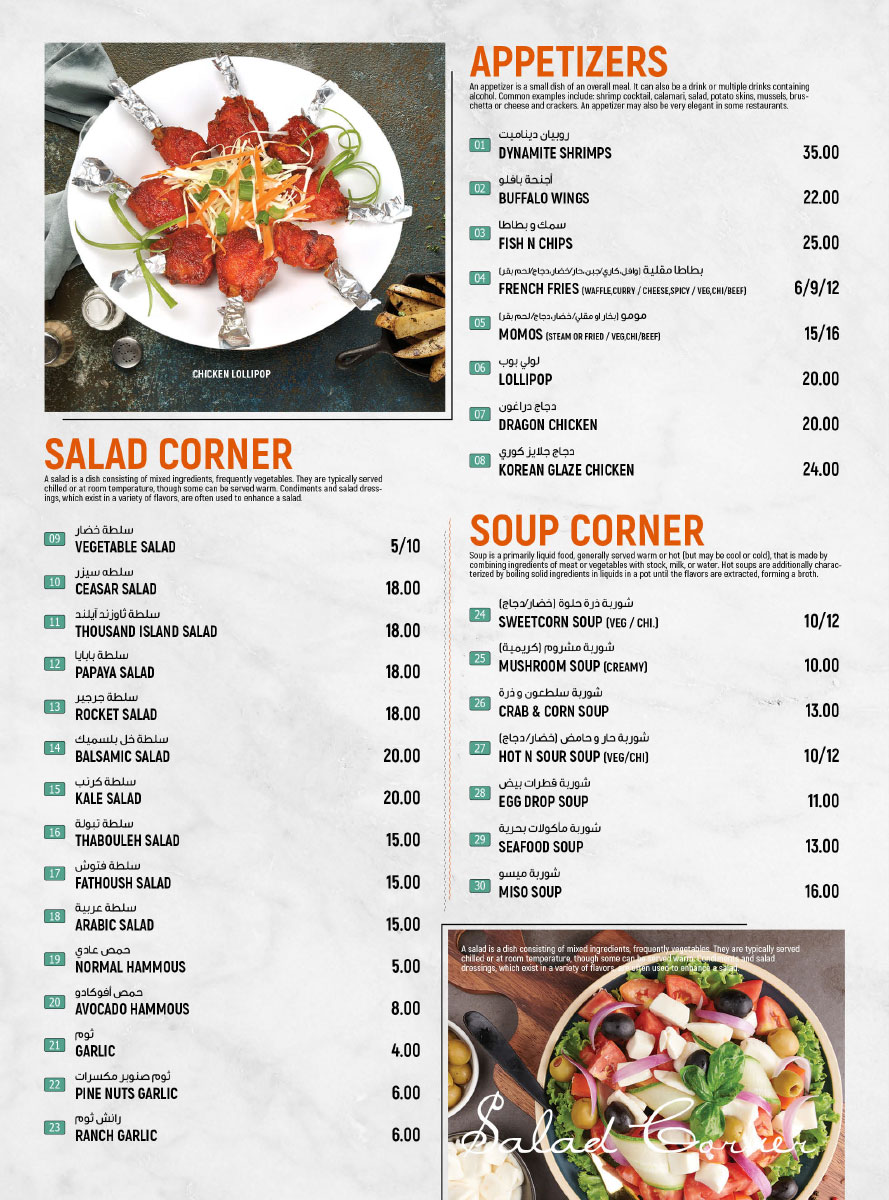 APPETIZERS
An appetizer is a small dish of an overall meal. It can also be a drink or multiple drinks containing
alcohol. Common examples include: shrimp cocktail, calamari, salad, potato skins, mussels, brus-
chetta or cheese and crackers. An appetizer may also be very elegant in some restaurants.
روبيان ديناميت
01 DYNAMITE SHRIMPS 35.00
أجنحة بافلو
02 BUFFALO WINGS 22.00
سمك و بطاطا
03 FISH N CHIPS 25.00
بطاطا مقلية (وافل،كاري/جبن،حار/خضار،دجاج/لحم بقر)
04 FRENCH FRIES (WAFFLE,CURRY / CHEESE,SPICY / VEG,CHI/BEEF) 6/9/12
مومو (بخار او مقلي/خضار،دجاج/لحم بقر)
05 MOMOS (STEAM OR FRIED / VEG,CHI/BEEF) 15/16
لولي بوب
06 LOLLIPOP 20.00
دجاج دراغون
07 DRAGON CHICKEN 20.00
دجاج جلايز كوري
08 KOREAN GLAZE CHICKEN 24.00
CHICKEN LOLLIPOP
SALAD CORNER
A salad is a dish consisting of mixed ingredients, frequently vegetables. They are typically served
chilled or at room temperature, though some can be served warm. Condiments and salad dress-
ings, which exist in a variety of flavors, are often used to enhance a salad.
سلطة خضار
09 VEGETABLE SALAD 5/10
سلطه سيزر
10 CEASAR SALAD 18.00
سلطة ثاوزند آيلند
11 THOUSAND ISLAND SALAD 18.00
سلطة بابايا
12 PAPAYA SALAD 18.00
سلطة جرجير
13 ROCKET SALAD 18.00
سلطة خل بلسميك
14 BALSAMIC SALAD 20.00
سلطة كرنب
15 KALE SALAD 20.00
سلطة تبولة
16 THABOULEH SALAD 15.00
سلطة فتوش
17 FATHOUSH SALAD 15.00
سلطة عربية
18 ARABIC SALAD 15.00
حمص عادي
19 NORMAL HAMMOUS 5.00
حمص أفوكادو
20 AVOCADO HAMMOUS 8.00
ثوم
21 GARLIC 4.00
ثوم صنوبر مكسرات
22 PINE NUTS GARLIC 6.00
رانش ثوم
23 RANCH GARLIC 6.00
SOUP CORNER
Soup is a primarily liquid food, generally served warm or hot (but may be cool or cold), that is made by
combining ingredients of meat or vegetables with stock, milk, or water. Hot soups are additionally charac-
terized by boiling solid ingredients in liquids in a pot until the flavors are extracted, forming a broth.
شوربة ذرة حلوة (خضار/دجاج)
24 SWEETCORN SOUP (VEG / CHI.) 10/12
شوربة مشروم (كريمية)
25 MUSHROOM SOUP (CREAMY) 10.00
شوربة سلطعون و ذرة
26 CRAB & CORN SOUP 13.00
شوربة حار و حامض (خضار/دجاج)
27 HOT N SOUR SOUP (VEG/CHI) 10/12
شوربة قطرات بيض
28 EGG DROP SOUP 11.00
شوربة مأكولات بحرية
29 SEAFOOD SOUP 13.00
شوربة ميسو
30 MISO SOUP 16.00
A salad is a dish consisting of mixed ingredients, frequently vegetables. They are typically served
chilled or at room temperature, though some can be served warm. Condiments and salad
dressings, which exist in a variety of flavors, are often used to enhance a salad.
Salad Corner